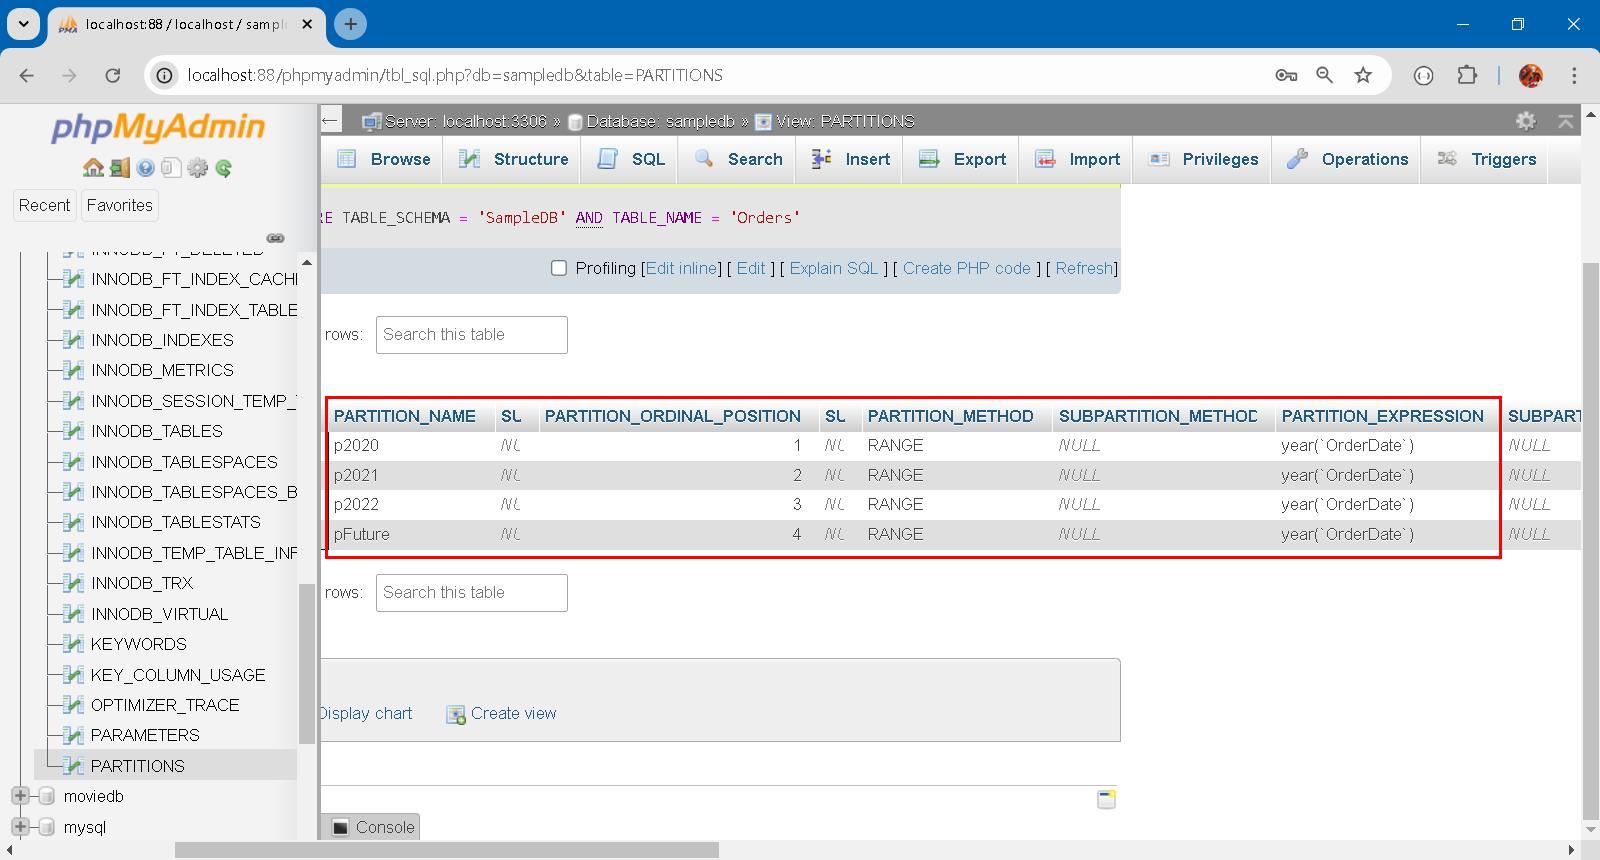 localhost:88 / localhost / sampl
localhost:88/phpmyadmin/tbl_sql.php?db=sampledb&table=PARTITIONS
phpMyAdmin
Recent Favorites
INNODB_FT_DELETED
INNODB_FT_INDEX_CACH
INNODB_FT_INDEX_TABLE
INNODB_INDEXES
INNODB_METRICS
INNODB_SESSION_TEMP_
INNODB_TABLES
INNODB_TABLESPACES
INNODB_TABLESPACES_B
INNODB_TABLESTATS
INNODB_TEMP_TABLE_INF
INNODB_TRX
INNODB_VIRTUAL
KEYWORDS
KEY_COLUMN_USAGE
OPTIMIZER_TRACE
PARAMETERS
PARTITIONS
moviedb
mysql
Server: localhost:3306 » Database: sampledb » View: PARTITIONS
Browse Structure SQL Search Insert Export Import Privileges Operations Triggers
RE TABLE_SCHEMA = 'SampleDB' AND TABLE_NAME = 'Orders'
Profiling [Edit inline] [ Edit ] [ Explain SQL ] [ Create PHP code ] [ Refresh]
rows: Search this table
PARTITION_NAME SU PARTITION_ORDINAL_POSITION SU PARTITION_METHOD SUBPARTITION_METHOD PARTITION_EXPRESSION SUBPART
p2020 NU 1 NU RANGE NULL year(`OrderDate`) NULL
p2021 NU 2 NU RANGE NULL year(`OrderDate`) NULL
p2022 NU 3 NU RANGE NULL year(`OrderDate`) NULL
pFuture NU 4 NU RANGE NULL year(`OrderDate`) NULL
rows: Search this table
Display chart Create view
Console